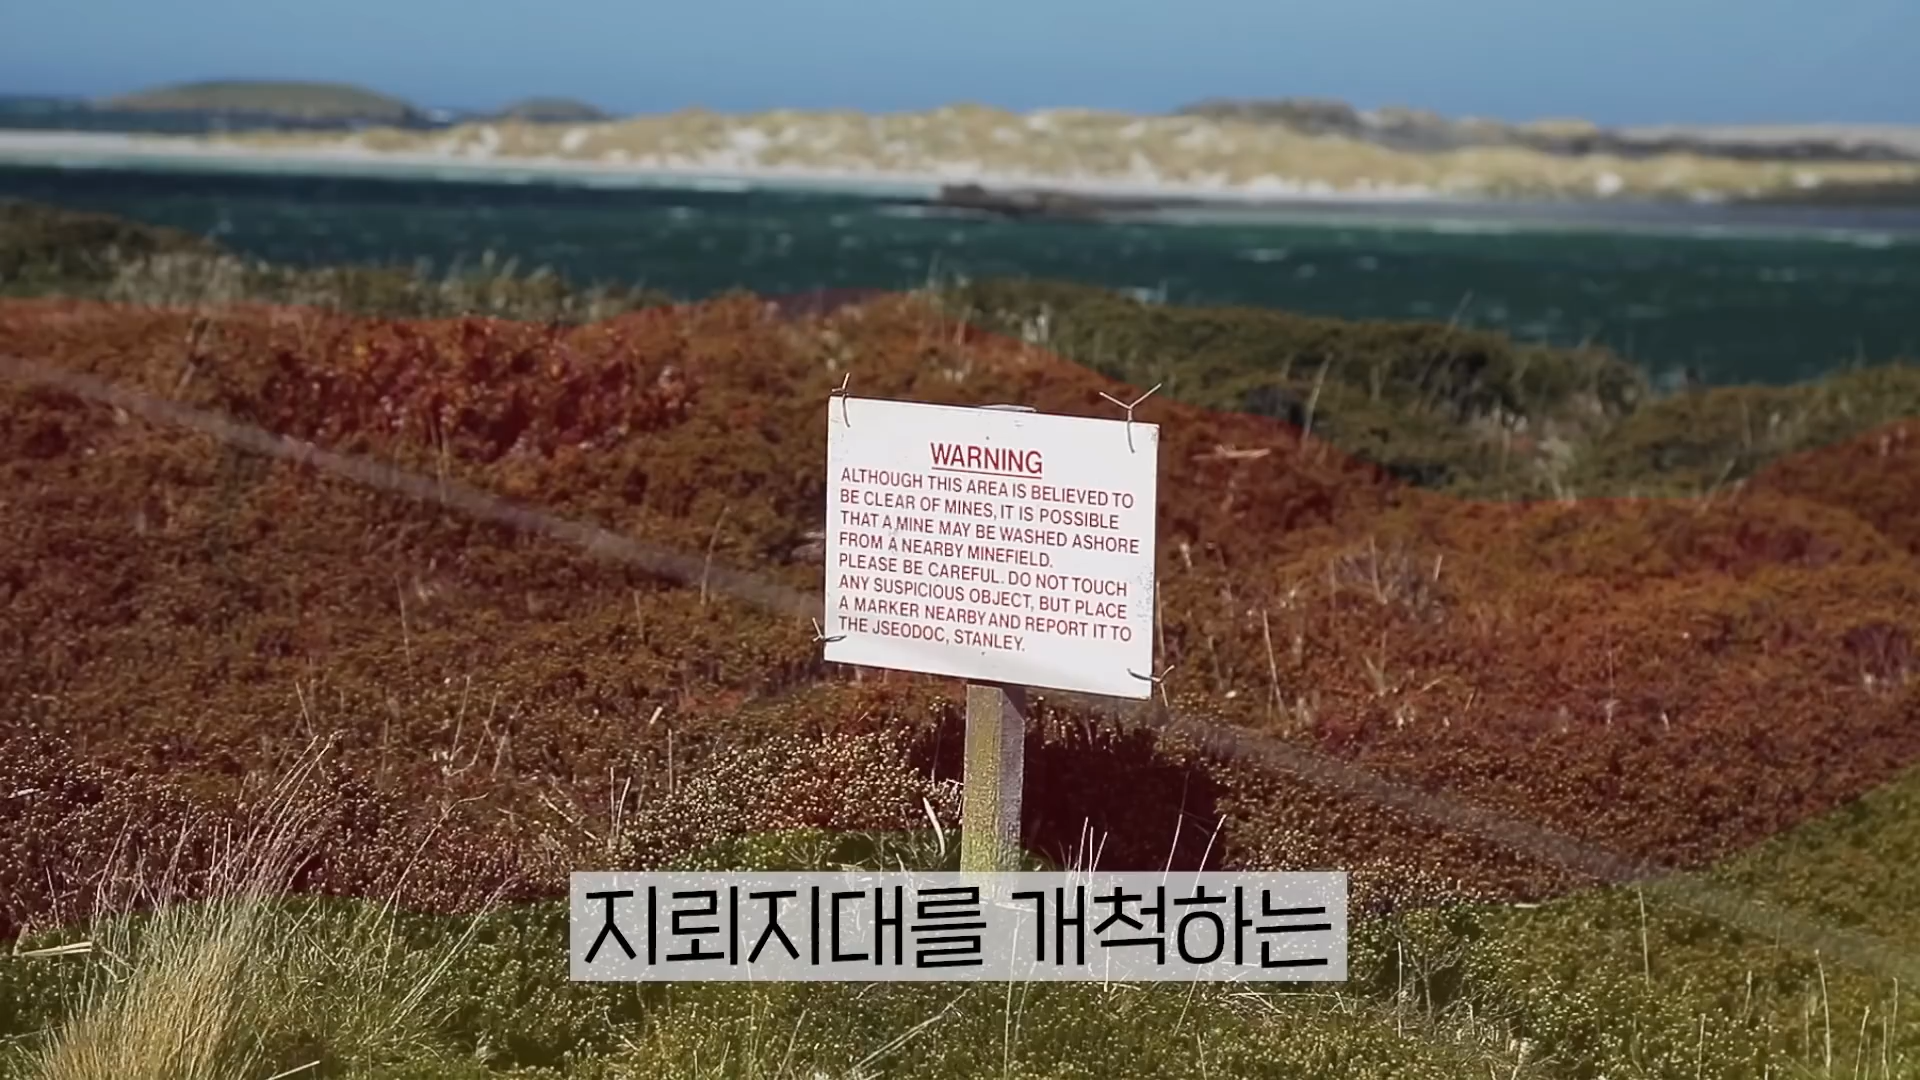 WARNING
ALTHOUGH THIS AREA IS BELIEVED TO
BE CLEAR OF MINES, IT IS POSSIBLE
THAT A MINE MAY BE WASHED ASHORE
FROM A NEARBY MINEFIELD.
PLEASE BE CAREFUL. DO NOT TOUCH
ANY SUSPICIOUS OBJECT, BUT PLACE
A MARKER NEARBY AND REPORT IT TO
THE JSEODOC, STANLEY.
지뢰지대를 개척하는